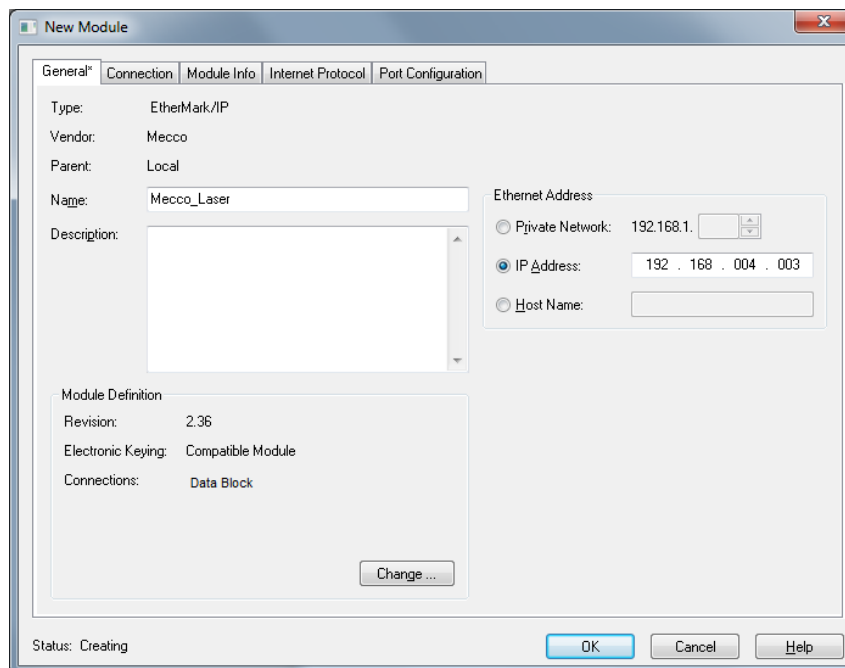 New Module
General* Connection Module Info Internet Protocol Port Configuration
Type: EtherMark/IP
Vendor: Mecco
Parent: Local
Name: Mecco_Laser
Description:
Ethernet Address
Private Network: 192.168.1.
IP Address: 192 . 168 . 004 . 003
Host Name:
Module Definition
Revision: 2.36
Electronic Keying: Compatible Module
Connections: Data Block
Change ...
Status: Creating
OK Cancel Help